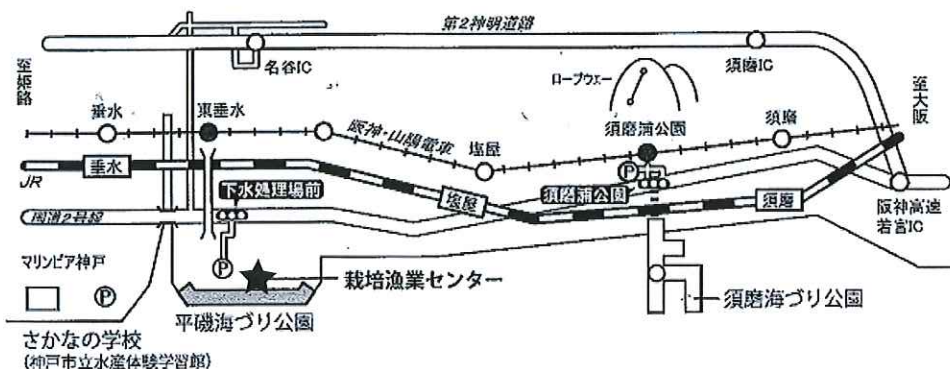 第2神明道路
名谷IC
須磨IC
ロープウェー
至姫路
至大阪
垂水
東垂水
阪神・山陽電車
塩屋
須磨浦公園
須磨
P
JR
垂水
下水処理場前
塩屋
須磨浦公園
須磨
国道2号線
阪神高速
若宮IC
マリンピア神戸
P
P
栽培漁業センター
平磯海づり公園
須磨海づり公園
さかなの学校
(神戸市立水産体験学習館)